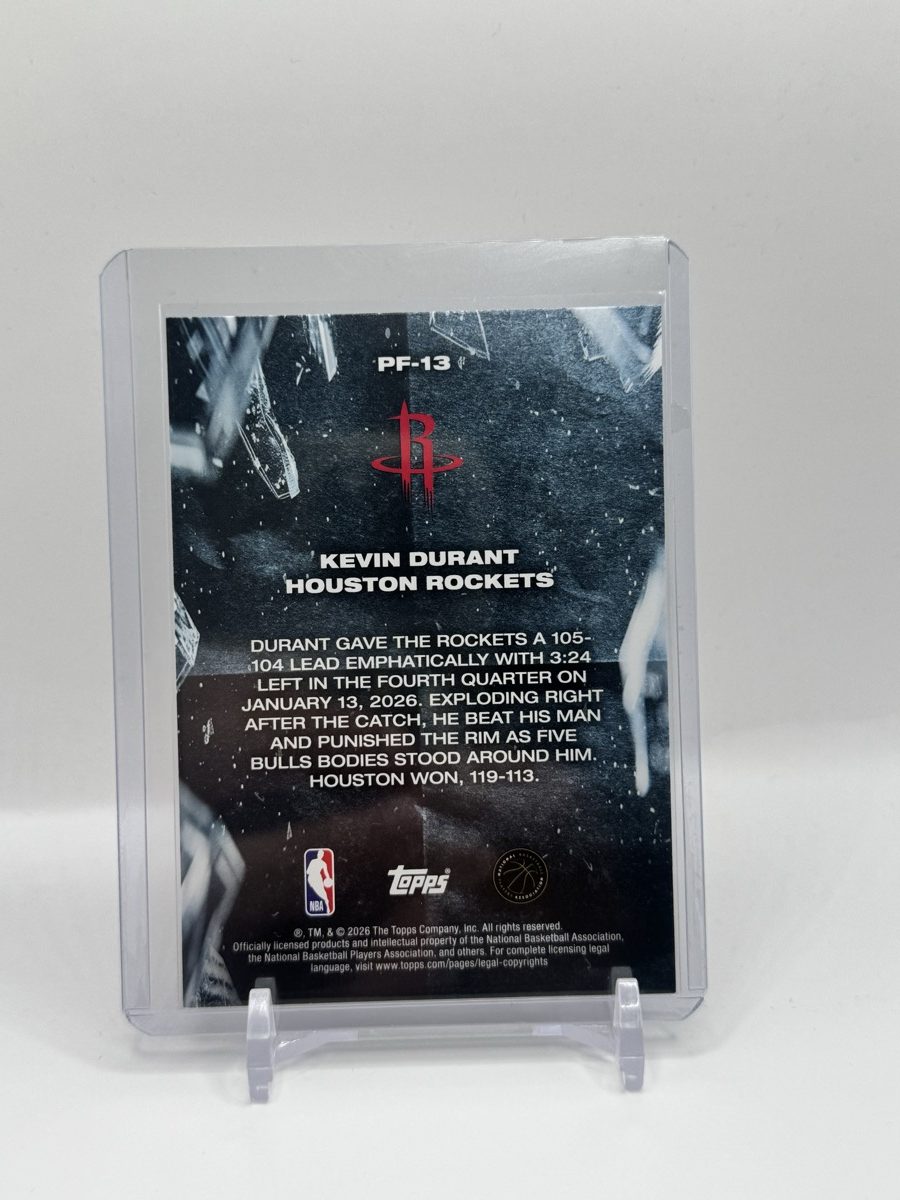 PF-13
KEVIN DURANT
HOUSTON ROCKETS
DURANT GAVE THE ROCKETS A 105-
104 LEAD EMPHATICALLY WITH 3:24
LEFT IN THE FOURTH QUARTER ON
JANUARY 13, 2026. EXPLODING RIGHT
AFTER THE CATCH, HE BEAT HIS MAN
AND PUNISHED THE RIM AS FIVE
BULLS BODIES STOOD AROUND HIM.
HOUSTON WON, 119-113.
NBA
TOPPS®
NATIONAL BASKETBALL PLAYERS ASSOCIATION
®, TM, & © 2026 The Topps Company, Inc. All rights reserved.
Officially licensed products and intellectual property of the National Basketball Association,
the National Basketball Players Association, and others. For complete licensing legal
language, visit www.topps.com/pages/legal-copyrights